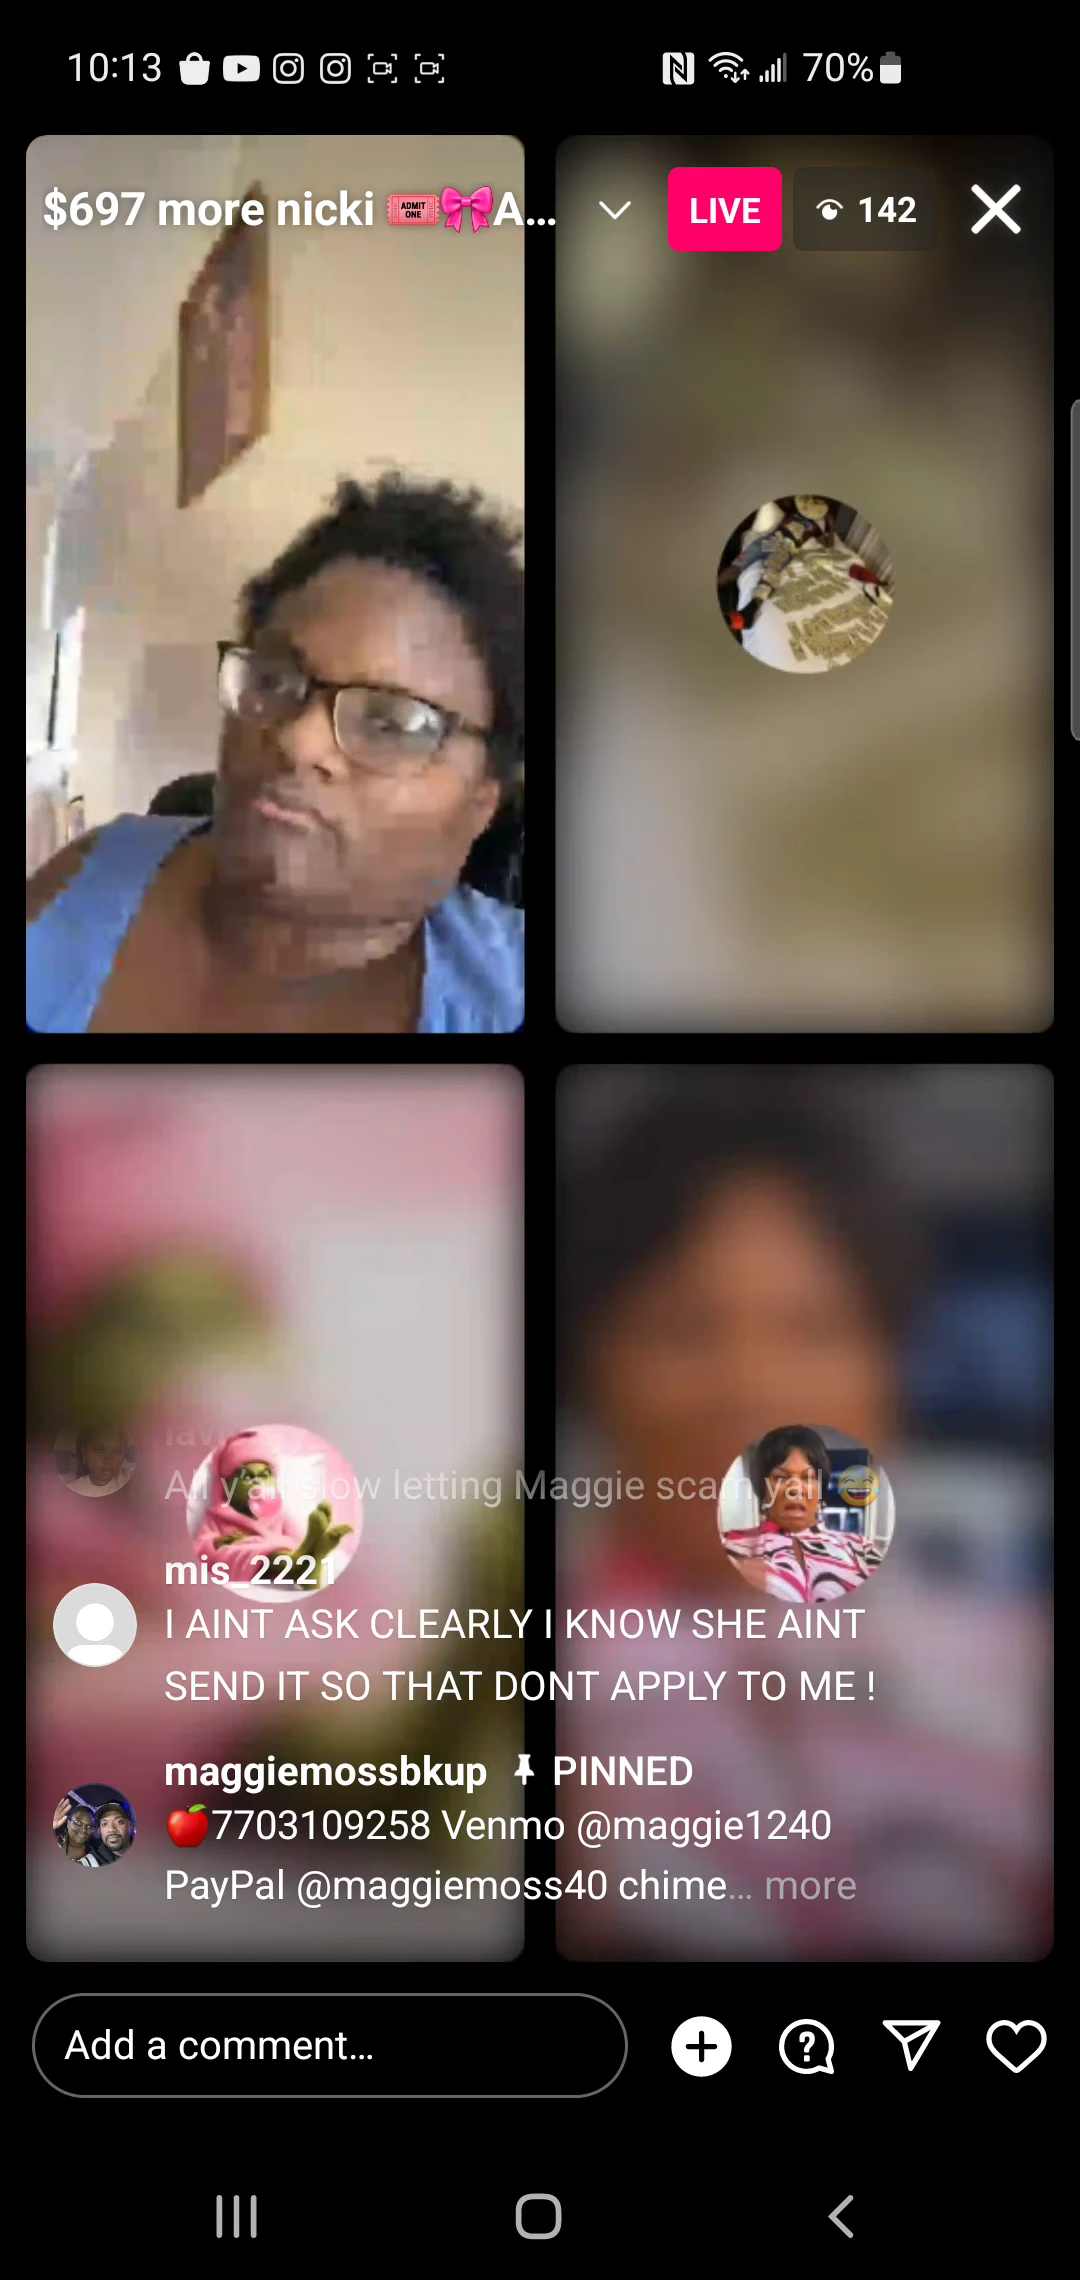 10:13
70%
$697 more nicki 🎟️🎀A...
LIVE
142
All y'all slow letting Maggie scam yall 😂
mis_2221
I AINT ASK CLEARLY I KNOW SHE AINT
SEND IT SO THAT DONT APPLY TO ME !
maggiemossbkup 📌 PINNED
🍎7703109258 Venmo @maggie1240
PayPal @maggiemoss40 chime... more
Add a comment...